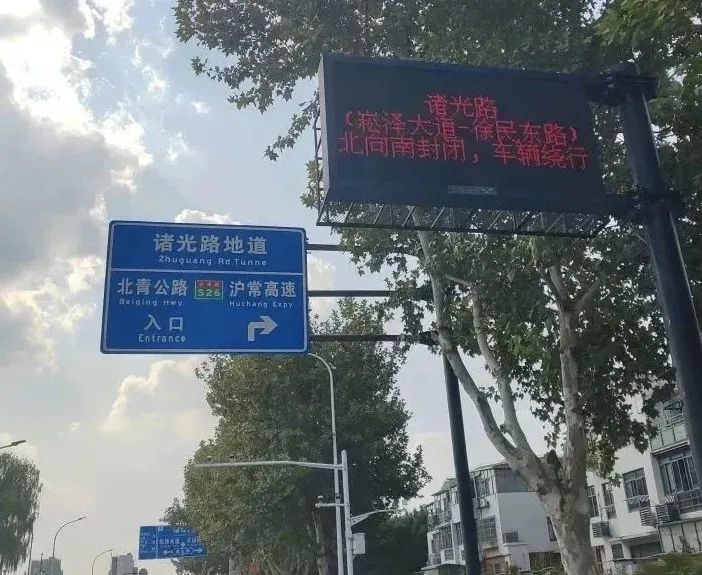 诸光路
(崧泽大道-徐民东路)
北向南封闭，车辆绕行
诸光路地道
Zhuguang Rd.Tunne
北青公路 S26 沪常高速
Beiqing Hwy. Huchang Expy
入口
Entrance